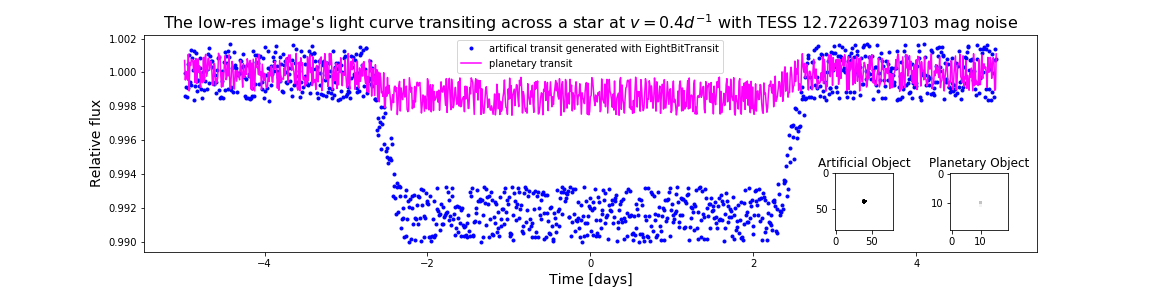 The low-res image's light curve transiting across a star at v = 0.4d⁻¹ with TESS 12.7226397103 mag noise
artifical transit generated with EightBitTransit
planetary transit
Relative flux
1.002
1.000
0.998
0.996
0.994
0.992
0.990
Artificial Object
0
50
0 50
Planetary Object
0
10
0 10
−4 −2 0 2 4
Time [days]